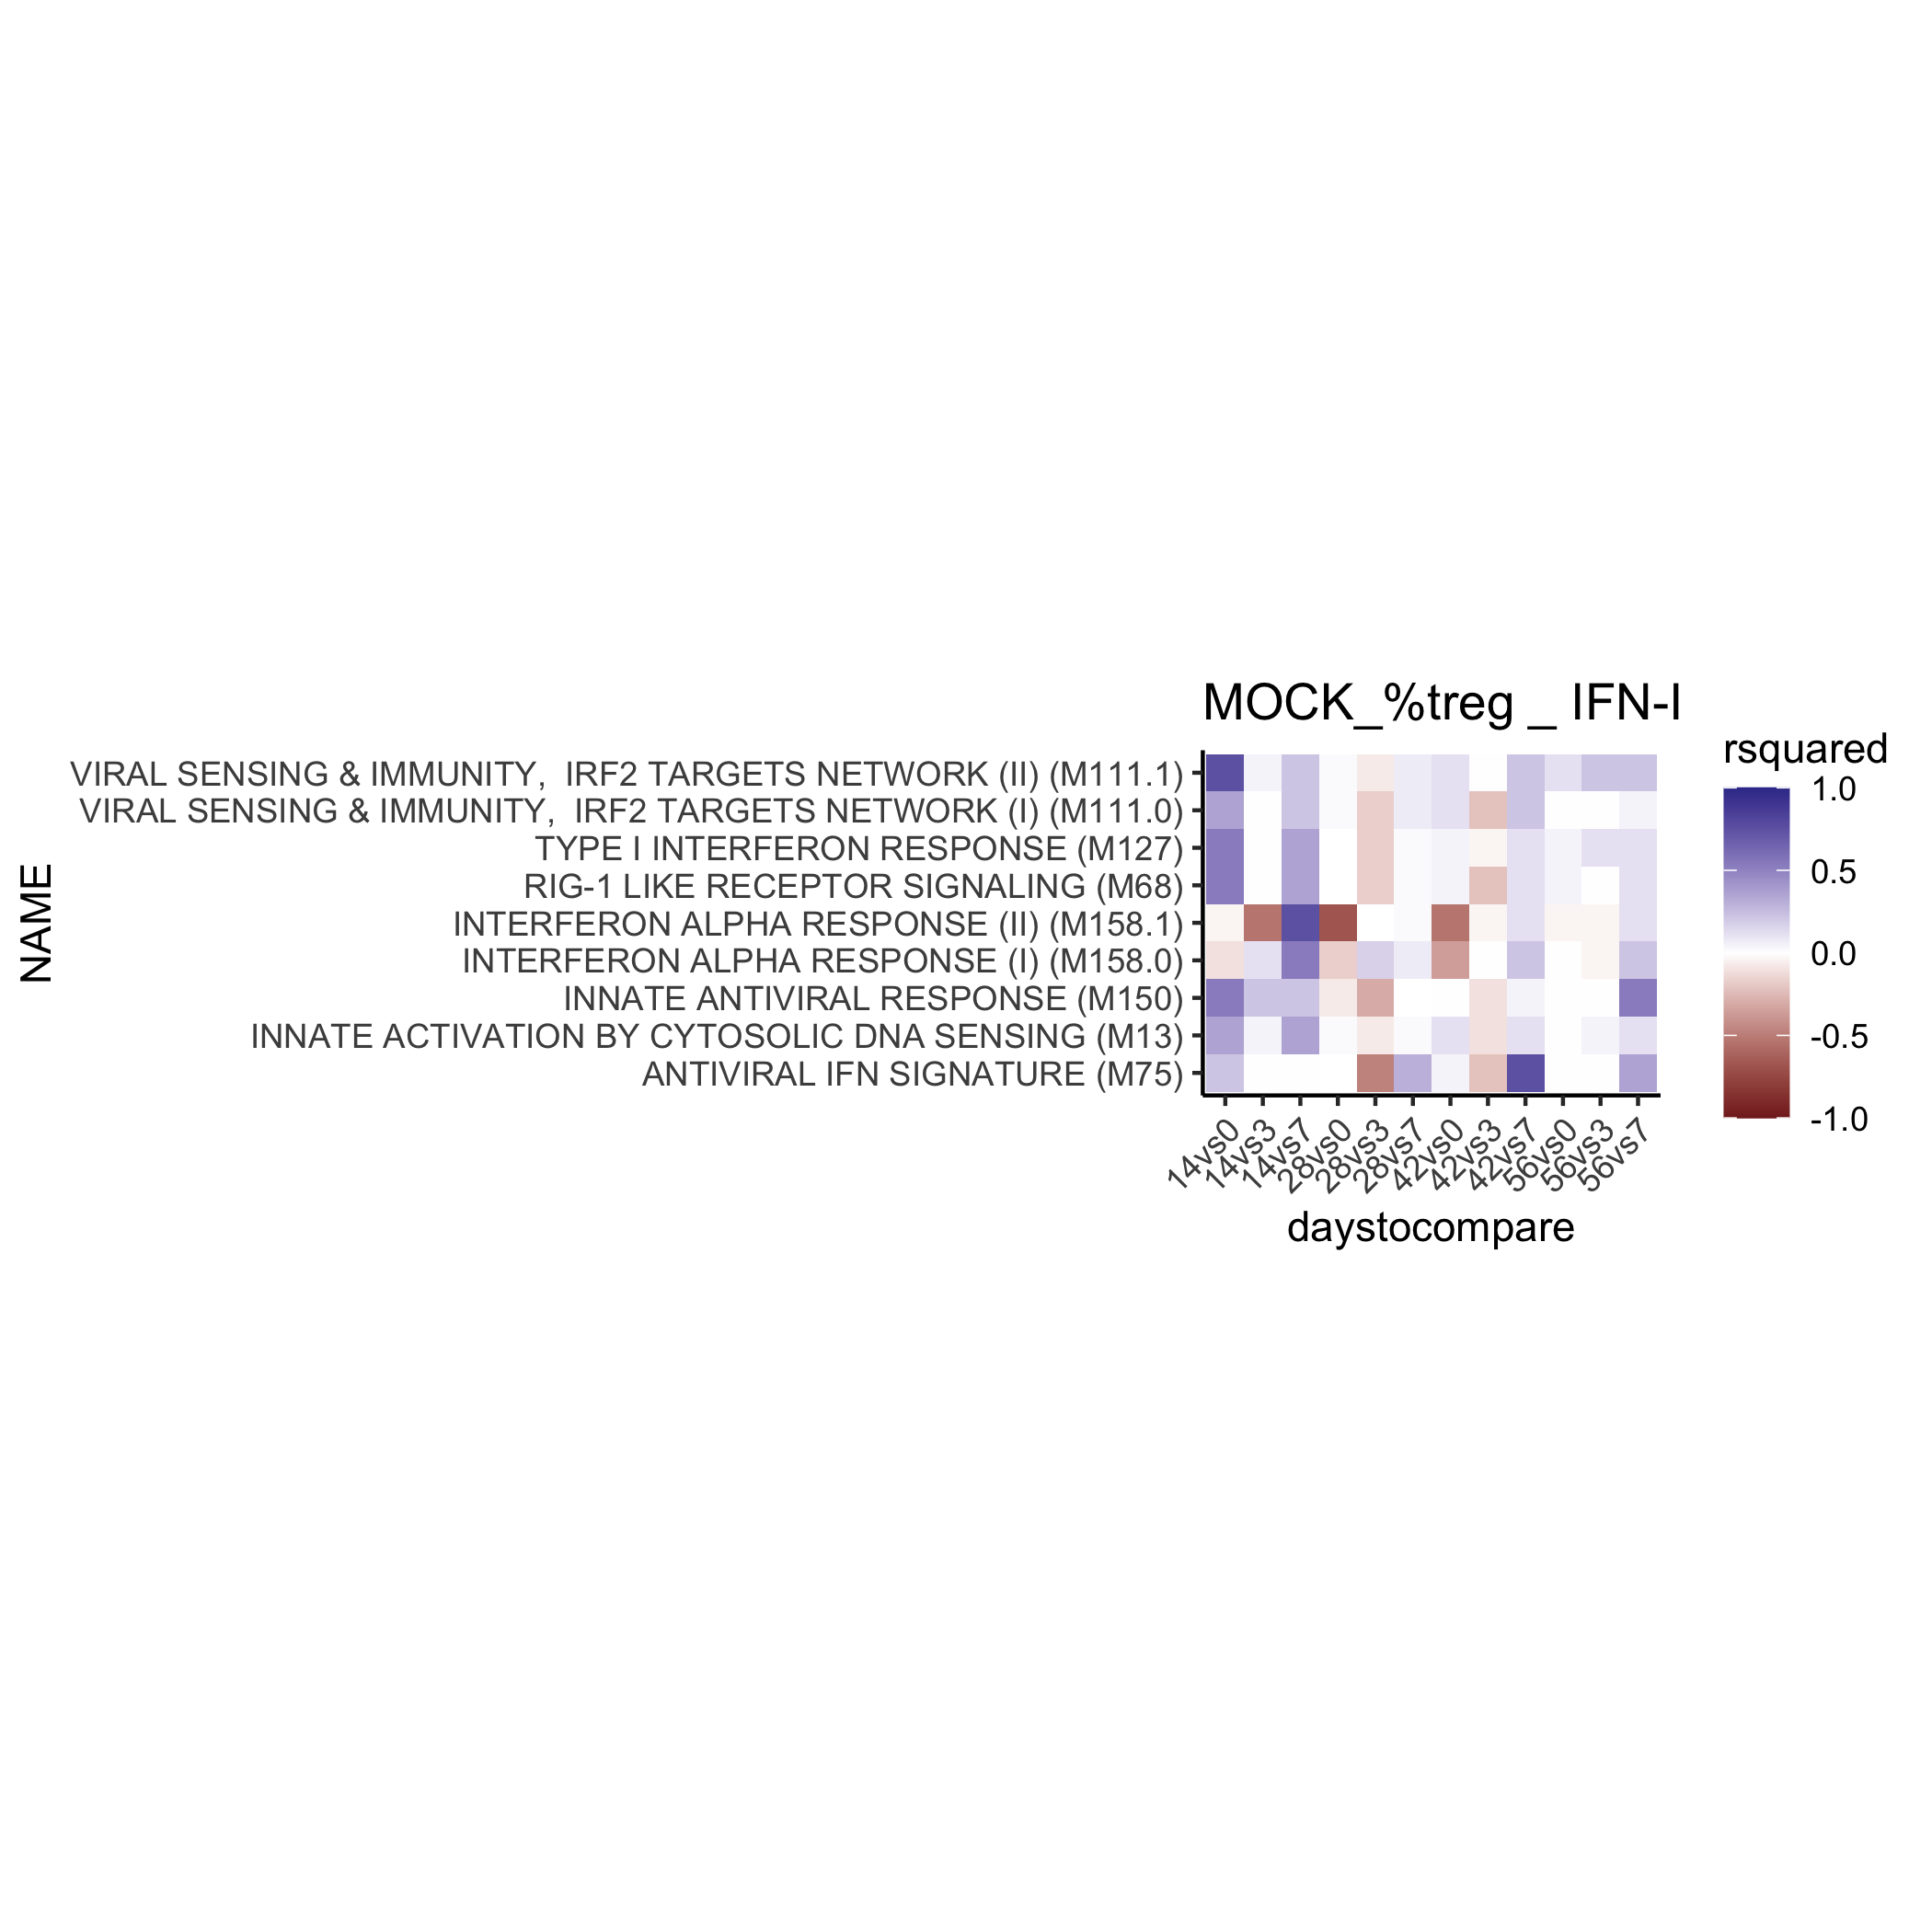 MOCK_%treg _ IFN-I
NAME
VIRAL SENSING & IMMUNITY,  IRF2 TARGETS NETWORK (II) (M111.1)
VIRAL SENSING & IMMUNITY,  IRF2 TARGETS NETWORK (I) (M111.0)
TYPE I INTERFERON RESPONSE (M127)
RIG-1 LIKE RECEPTOR SIGNALING (M68)
INTERFERON ALPHA RESPONSE (II) (M158.1)
INTERFERON ALPHA RESPONSE (I) (M158.0)
INNATE ANTIVIRAL RESPONSE (M150)
INNATE ACTIVATION BY CYTOSOLIC DNA SENSING (M13)
ANTIVIRAL IFN SIGNATURE (M75)
14vs0
14vs3
14vs7
28vs0
28vs3
28vs7
42vs0
42vs3
42vs7
56vs0
56vs3
56vs7
daystocompare
rsquared
1.0
0.5
0.0
-0.5
-1.0